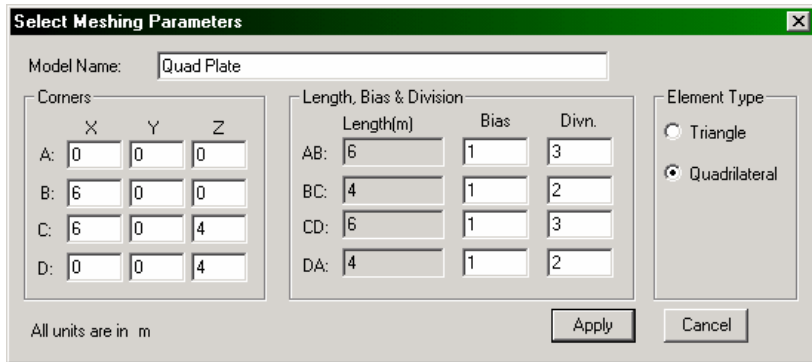 Select Meshing Parameters
Model Name: Quad Plate
Corners
X Y Z
A: 0 0 0
B: 6 0 0
C: 6 0 4
D: 0 0 4
Length, Bias & Division
Length(m) Bias Divn.
AB: 6 1 3
BC: 4 1 2
CD: 6 1 3
DA: 4 1 2
Element Type
Triangle
Quadrilateral
All units are in m
Apply
Cancel